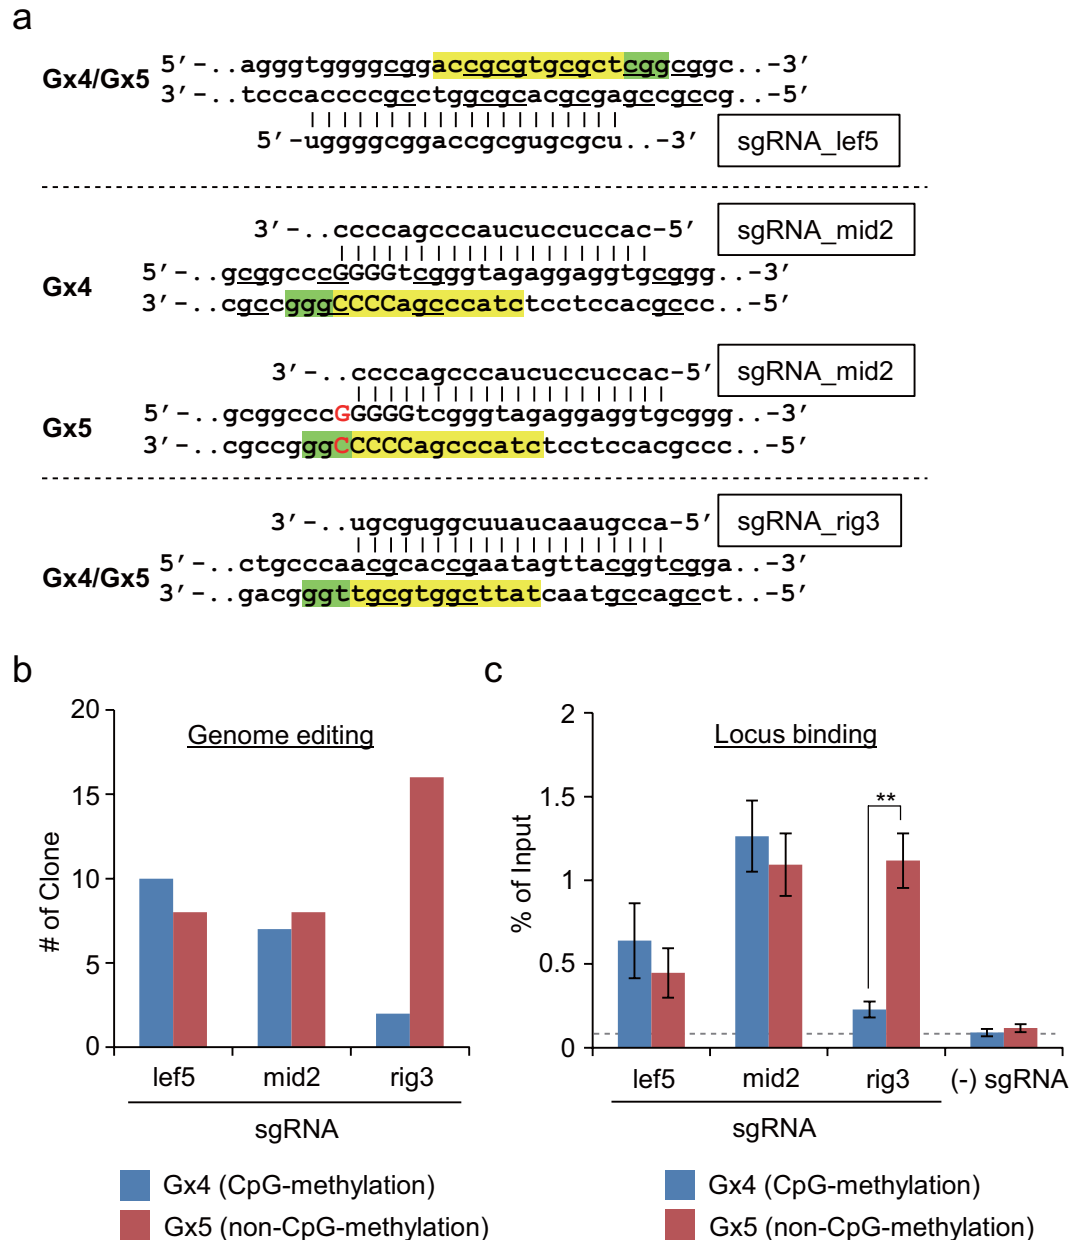 a
Gx4/Gx5 5′-..agggtggggcggaccgcgtgcgctcggcggc..-3′
3′-..tcccaccccgcctggcgcacgcgagccgccg..-5′
5′-uggggcggaccgcgugcgcu..-3′ sgRNA_lef5
3′-..ccccagcccaucuccuccac-5′ sgRNA_mid2
Gx4 5′-..gcggcccGGGGtcgggtagaggaggtgcggg..-3′
3′-..cgccgggCCCCagcccatctcctccacgccc..-5′
3′-..ccccagcccaucuccuccac-5′ sgRNA_mid2
Gx5 5′-..gcggcccGGGGGtcgggtagaggaggtgcggg..-3′
3′-..cgccgggCCCCCagcccatctcctccacgccc..-5′
3′-..ugcguggcuuaucaaugcca-5′ sgRNA_rig3
Gx4/Gx5 5′-..ctgcccaacgcaccgaatagttacggtcgga..-3′
3′-..gacgggttgcgtggcttatcaatgccagcct..-5′
b
Genome editing
# of Clone
20
15
10
5
0
lef5 mid2 rig3
sgRNA
Gx4 (CpG-methylation)
Gx5 (non-CpG-methylation)
c
Locus binding
% of Input
2
1.5
1
0.5
0
**
lef5 mid2 rig3 (-) sgRNA
sgRNA
Gx4 (CpG-methylation)
Gx5 (non-CpG-methylation)